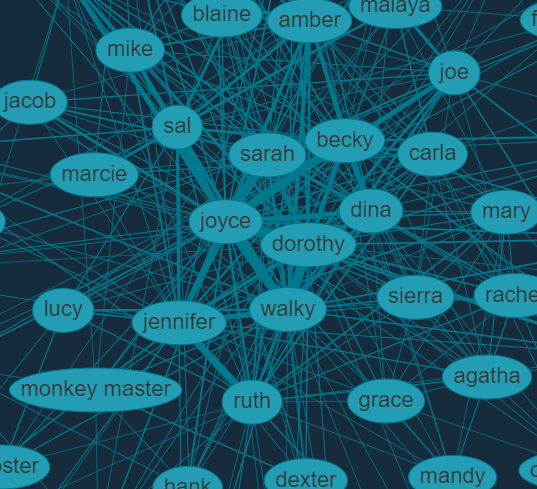 blaine
amber
malaya
mike
joe
jacob
sal
sarah
becky
carla
marcie
joyce
dina
mary
dorothy
lucy
jennifer
walky
sierra
rache
monkey master
ruth
grace
agatha
ster
hank
dexter
mandy